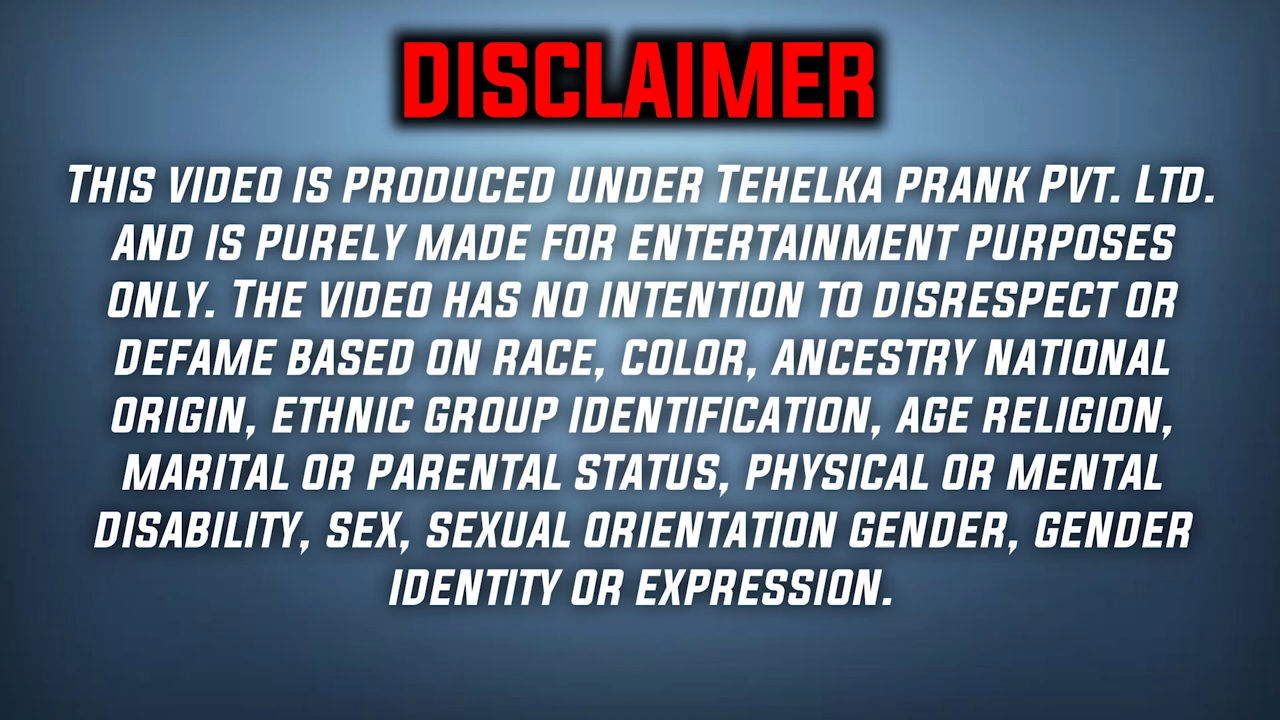 DISCLAIMER
THIS VIDEO IS PRODUCED UNDER TEHELKA PRANK PVT. LTD.
AND IS PURELY MADE FOR ENTERTAINMENT PURPOSES
ONLY. THE VIDEO HAS NO INTENTION TO DISRESPECT OR
DEFAME BASED ON RACE, COLOR, ANCESTRY NATIONAL
ORIGIN, ETHNIC GROUP IDENTIFICATION, AGE RELIGION,
MARITAL OR PARENTAL STATUS, PHYSICAL OR MENTAL
DISABILITY, SEX, SEXUAL ORIENTATION GENDER, GENDER
IDENTITY OR EXPRESSION.